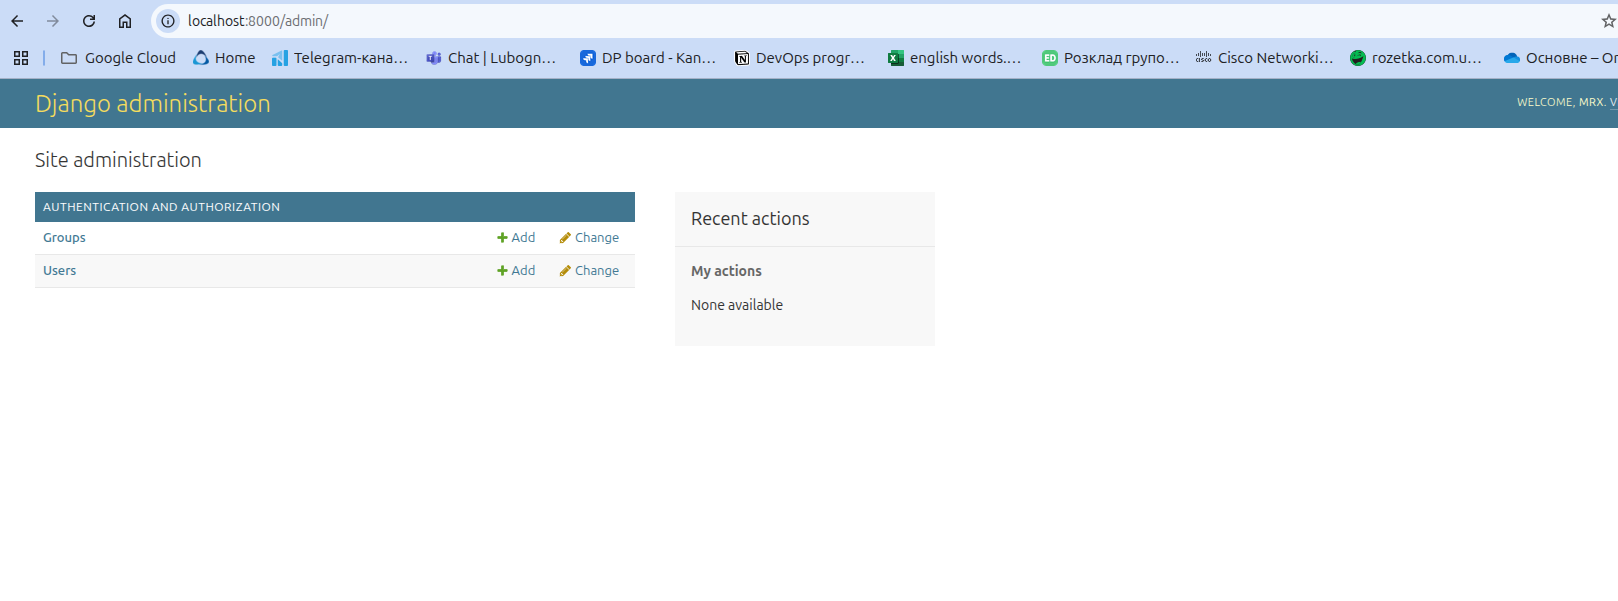 localhost:8000/admin/
Google Cloud Home Telegram-кана... Chat | Lubogn... DP board - Kan... DevOps progr... english words.... Розклад групо... Cisco Networki... rozetka.com.u... Основне – Or
Django administration
WELCOME, MRX. V
Site administration
AUTHENTICATION AND AUTHORIZATION
Groups Add Change
Users Add Change
Recent actions
My actions
None available